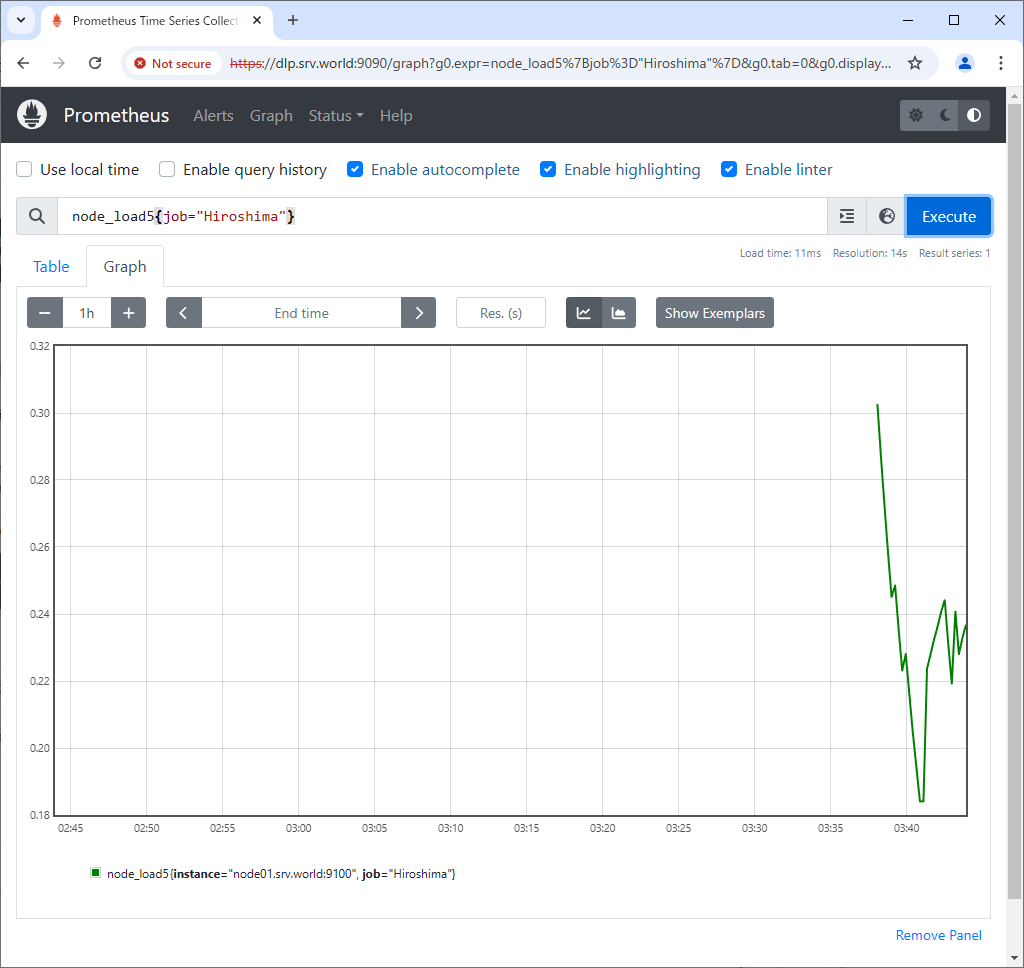 Prometheus Time Series Collect
Not secure https://dlp.srv.world:9090/graph?g0.expr=node_load5%7Bjob%3D"Hiroshima"%7D&g0.tab=0&g0.display...
Prometheus Alerts Graph Status Help
Use local time Enable query history Enable autocomplete Enable highlighting Enable linter
node_load5{job="Hiroshima"} Execute
Load time: 11ms Resolution: 14s Result series: 1
Table Graph
1h End time Res. (s) Show Exemplars
0.32
0.30
0.28
0.26
0.24
0.22
0.20
0.18
02:45 02:50 02:55 03:00 03:05 03:10 03:15 03:20 03:25 03:30 03:35 03:40
node_load5{instance="node01.srv.world:9100", job="Hiroshima"}
Remove Panel